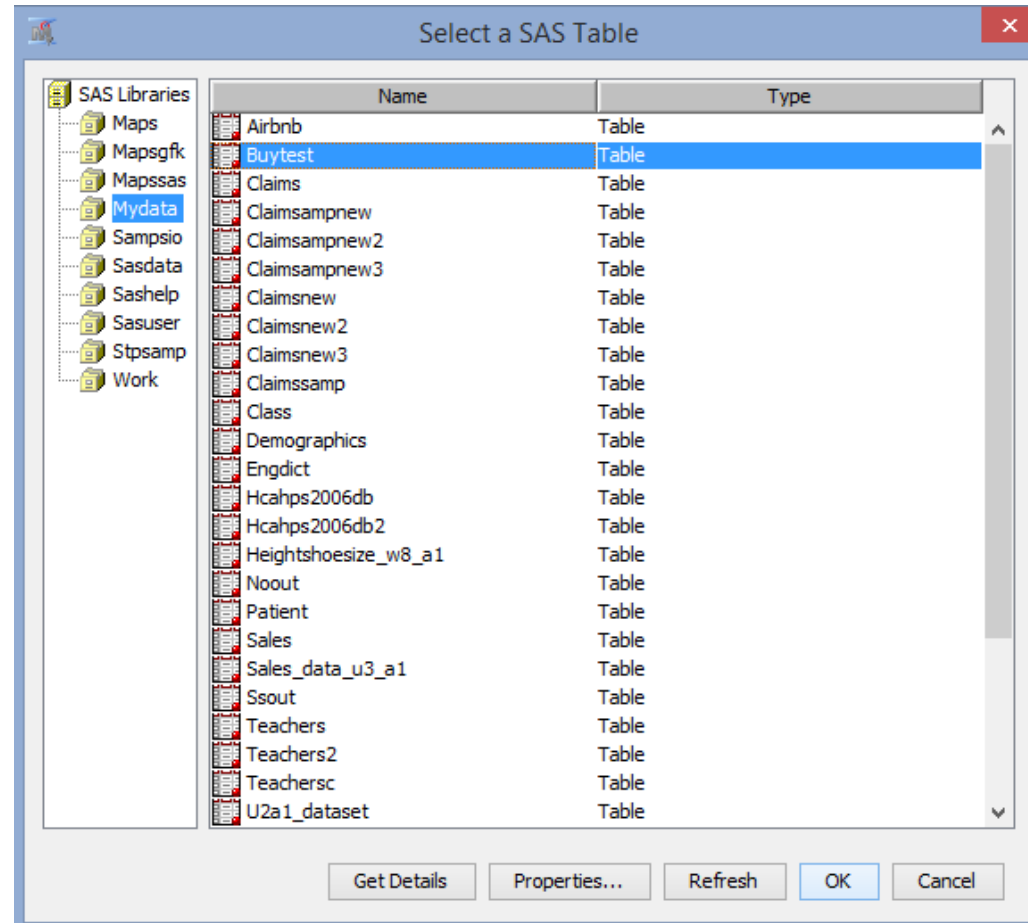 Select a SAS Table
SAS Libraries
Maps
Mapsgfk
Mapssas
Mydata
Sampsio
Sasdata
Sashelp
Sasuser
Stpsamp
Work
Name Type
Airbnb Table
Buytest Table
Claims Table
Claimsampnew Table
Claimsampnew2 Table
Claimsampnew3 Table
Claimsnew Table
Claimsnew2 Table
Claimsnew3 Table
Claimssamp Table
Class Table
Demographics Table
Engdict Table
Hcahps2006db Table
Hcahps2006db2 Table
Heightshoesize_w8_a1 Table
Noout Table
Patient Table
Sales Table
Sales_data_u3_a1 Table
Ssout Table
Teachers Table
Teachers2 Table
Teachersc Table
U2a1_dataset Table
Get Details Properties... Refresh OK Cancel